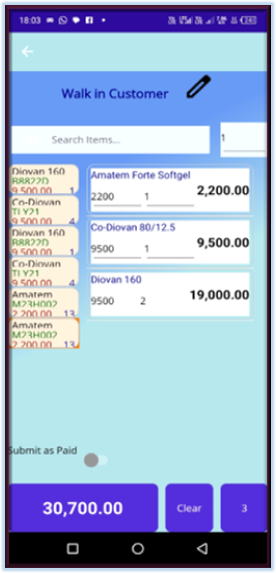 18:03
Walk in Customer
Search Items...
1
Diovan 160
B8822D
9,500.00 1
Co-Diovan
TLY21
9,500.00 4
Diovan 160
B8822D
9,500.00 1
Co-Diovan
TLY21
9,500.00 4
Amatem
M23H002
2,200.00 13
Amatem
M23H002
2,200.00 13
Amatem Forte Softgel
2200 1 2,200.00
Co-Diovan 80/12.5
9500 1 9,500.00
Diovan 160
9500 2 19,000.00
Submit as Paid
30,700.00
Clear
3